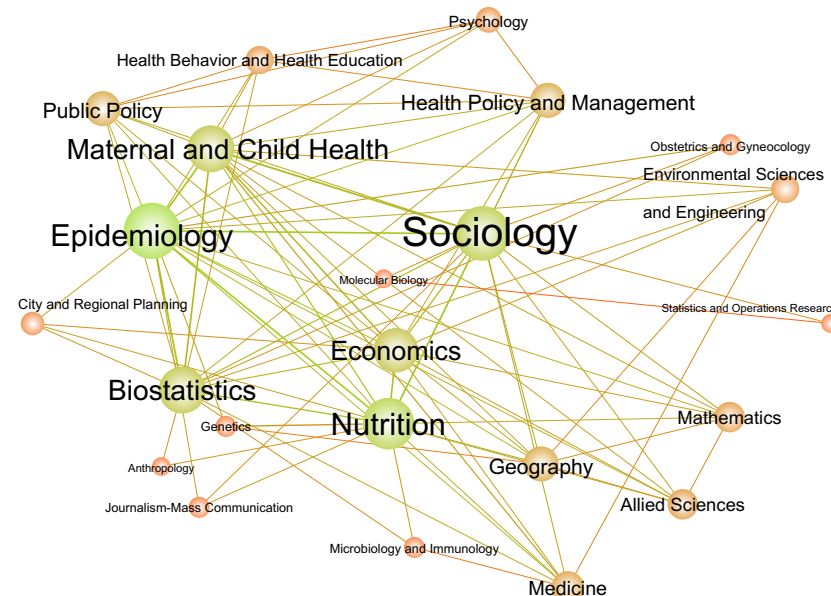 Psychology
Health Behavior and Health Education
Health Policy and Management
Public Policy
Maternal and Child Health
Obstetrics and Gyneocology
Environmental Sciences
and Engineering
Epidemiology
Sociology
Molecular Biology
City and Regional Planning
Statistics and Operations Research
Economics
Biostatistics
Nutrition
Genetics
Mathematics
Anthropology
Geography
Journalism-Mass Communication
Allied Sciences
Microbiology and Immunology
Medicine